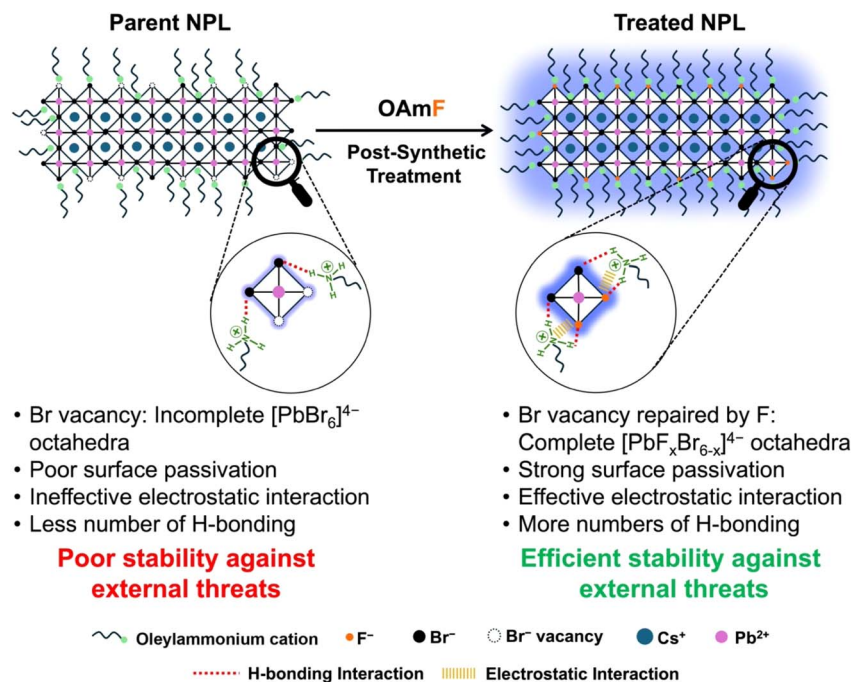 Parent NPL
Treated NPL
OAmF
Post-Synthetic
Treatment
H
H
N
H
⊕
H
⊕
N
H
H
H
⊕
N
H
H
H
⊕
N
H
H
• Br vacancy: Incomplete [PbBr₆]⁴⁻
octahedra
• Poor surface passivation
• Ineffective electrostatic interaction
• Less number of H-bonding
Poor stability against
external threats
• Br vacancy repaired by F:
Complete [PbFₓBr₆₋ₓ]⁴⁻ octahedra
• Strong surface passivation
• Effective electrostatic interaction
• More numbers of H-bonding
Efficient stability against
external threats
Oleylammonium cation
F⁻
Br⁻
Br⁻ vacancy
Cs⁺
Pb²⁺
H-bonding Interaction
Electrostatic Interaction